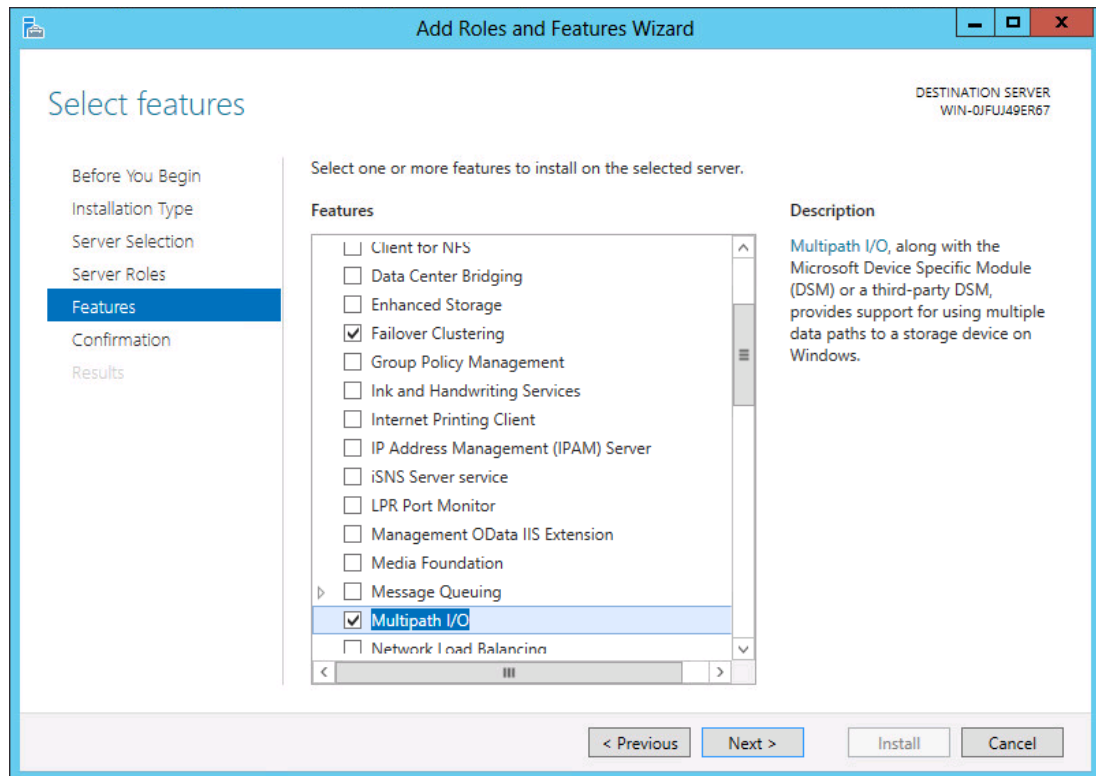 Add Roles and Features Wizard
Select features
DESTINATION SERVER
WIN-0JFUJ49ER67
Before You Begin
Installation Type
Server Selection
Server Roles
Features
Confirmation
Results
Select one or more features to install on the selected server.
Features
Client for NFS
Data Center Bridging
Enhanced Storage
Failover Clustering
Group Policy Management
Ink and Handwriting Services
Internet Printing Client
IP Address Management (IPAM) Server
iSNS Server service
LPR Port Monitor
Management OData IIS Extension
Media Foundation
Message Queuing
Multipath I/O
Network Load Balancing
Description
Multipath I/O, along with the
Microsoft Device Specific Module
(DSM) or a third-party DSM,
provides support for using multiple
data paths to a storage device on
Windows.
< Previous
Next >
Install
Cancel